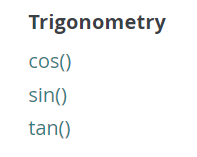 Trigonometry
cos()
sin()
tan()